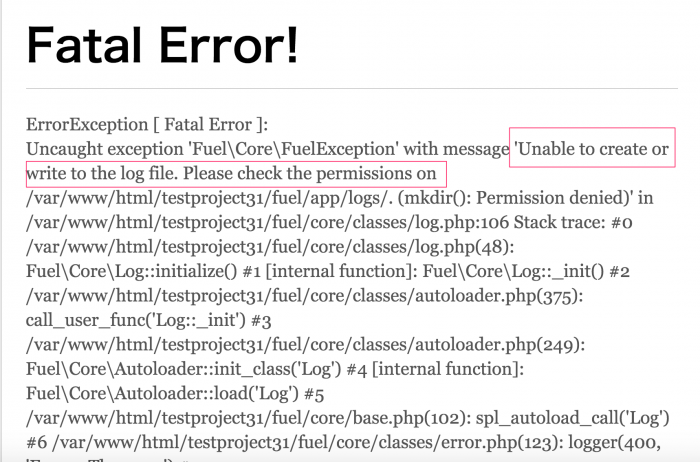 Fatal Error!
ErrorException [ Fatal Error ]:
Uncaught exception 'Fuel\Core\FuelException' with message 'Unable to create or
write to the log file. Please check the permissions on
/var/www/html/testproject31/fuel/app/logs/. (mkdir(): Permission denied)' in
/var/www/html/testproject31/fuel/core/classes/log.php:106 Stack trace: #0
/var/www/html/testproject31/fuel/core/classes/log.php(48):
Fuel\Core\Log::initialize() #1 [internal function]: Fuel\Core\Log::_init() #2
/var/www/html/testproject31/fuel/core/classes/autoloader.php(375):
call_user_func('Log::_init') #3
/var/www/html/testproject31/fuel/core/classes/autoloader.php(249):
Fuel\Core\Autoloader::init_class('Log') #4 [internal function]:
Fuel\Core\Autoloader::load('Log') #5
/var/www/html/testproject31/fuel/core/base.php(102): spl_autoload_call('Log')
#6 /var/www/html/testproject31/fuel/core/classes/error.php(123): logger(400,